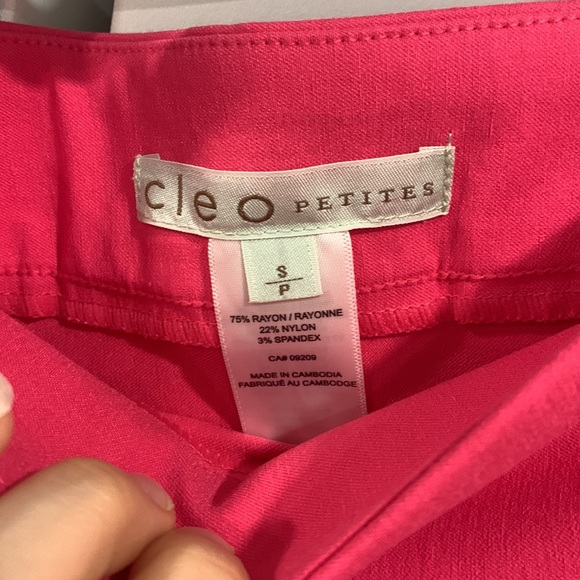 cleo PETITES
S
P
75% RAYON / RAYONNE
22% NYLON
3% SPANDEX
CA# 09209
MADE IN CAMBODIA
FABRIQUÉ AU CAMBODGE